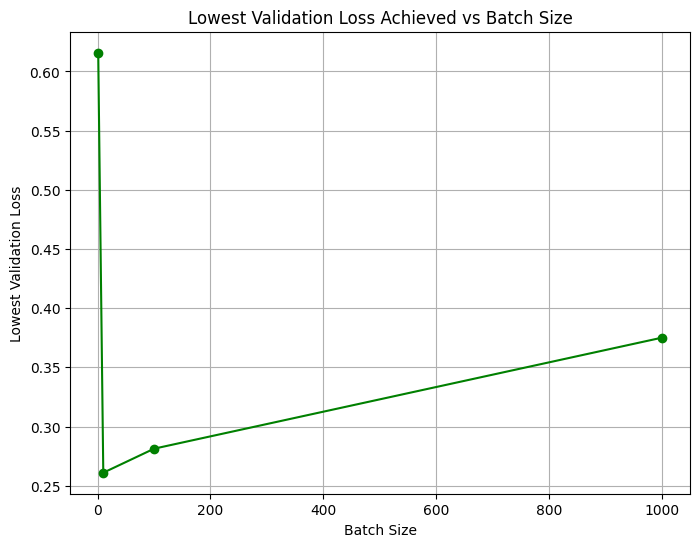 Lowest Validation Loss Achieved vs Batch Size
0.60
0.55
0.50
0.45
0.40
0.35
0.30
0.25
Lowest Validation Loss
0 200 400 600 800 1000
Batch Size